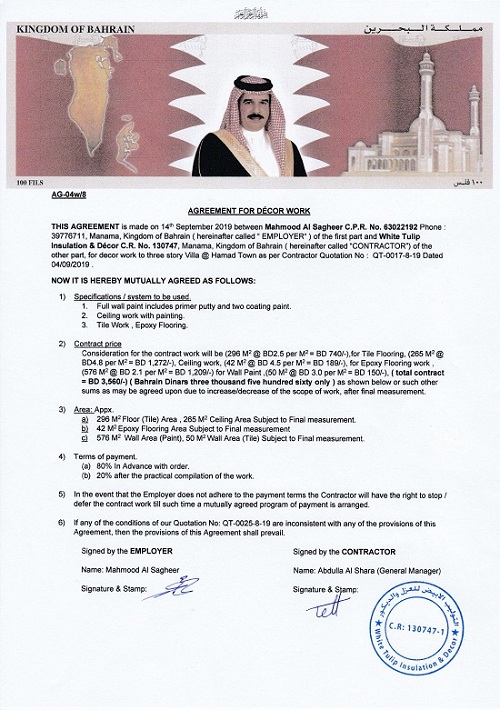 KINGDOM OF BAHRAIN
مملكة البحرين
100 FILS
١٠٠ فلس
AG-04w/8
AGREEMENT FOR DÉCOR WORK
THIS AGREEMENT is made on 14th September 2019 between Mahmood Al Sagheer C.P.R. No. 63022192 Phone :
39776711, Manama, Kingdom of Bahrain ( hereinafter called " EMPLOYER" ) of the first part and White Tulip
Insulation & Décor C.R. No. 130747, Manama, Kingdom of Bahrain ( hereinafter called "CONTRACTOR") of the
other part, for decor work to three story Villa @ Hamad Town as per Contractor Quotation No : QT-0017-8-19 Dated
04/09/2019 .
NOW IT IS HEREBY MUTUALLY AGREED AS FOLLOWS:
1) Specifications / system to be used.
1 . Full wall paint includes primer putty and two coating paint.
2. Ceiling work with painting.
3. Tile Work , Epoxy Flooring.
2) Contract price
Consideration for the contract work will be (296 M² @ BD2.5 per M² = BD 740/-),for Tile Flooring, (265 M² @
BD4.8 per M² = BD 1,272/-), Ceiling work, (42 M² @ BD 4.5 per M² = BD 189/-), for Epoxy Flooring work .
(576 M² @ BD 2.1 per M² = BD 1,209/-) for Wall Paint ,(50 M² @ BD 3.0 per M² = BD 150/-), ( total contract
= BD 3,560/-) ( Bahrain Dinars three thousand five hundred sixty only ) as shown below or such other
sums as may be agreed upon due to increase/decrease of the scope of work, after final measurement.
3) Area: Appx.
a) 296 M² Floor (Tile) Area , 265 M² Ceiling Area Subject to Final measurement.
b) 42 M² Epoxy Flooring Area Subject to Final measurement
c) 576 M² Wall Area (Paint), 50 M² Wall Area (Tile) Subject to Final measurement.
4) Terms of payment.
(a) 80% In Advance with order.
(b) 20% after the practical compilation of the work.
5) In the event that the Employer does not adhere to the payment terms the Contractor will have the right to stop /
defer the contract work till such time a mutually agreed program of payment is arranged.
6) If any of the conditions of our Quotation No: QT-0025-8-19 are inconsistent with any of the provisions of this
Agreement, then the provisions of this Agreement shall prevail.
Signed by the EMPLOYER
Signed by the CONTRACTOR
Name: Mahmood Al Sagheer
Name: Abdulla Al Shara (General Manager)
Signature & Stamp:
Signature & Stamp:
التوليب الابيض للعزل والديكور
C.R: 130747-1
White Tulip Insulation & Decor